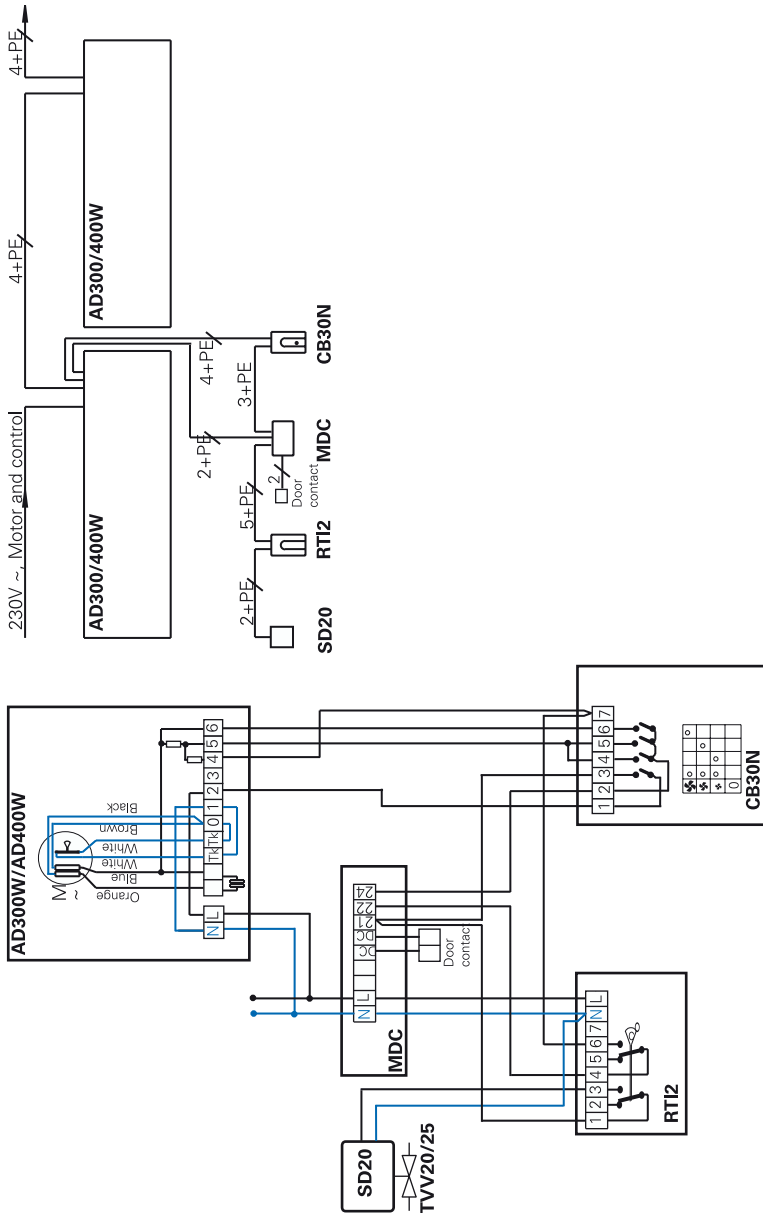 4+PE
4+PE
AD300/400W
230V ~, Motor and control
AD300/400W
4+PE
2+PE
3+PE
CB30N
MDC
2
Door
contact
5+PE
RTI2
2+PE
SD20
AD300W/AD400W
M
~
Orange
Blue
White
White
Brown
Black
N L
Tk Tk 0 1 2 3 4 5 6
MDC
N L DC DC 21 22 24
Door
contact
CB30N
1 2 3 4 5 6 7
0
RTI2
1 2 3 4 5 6 7 N L
SD20
TVV20/25